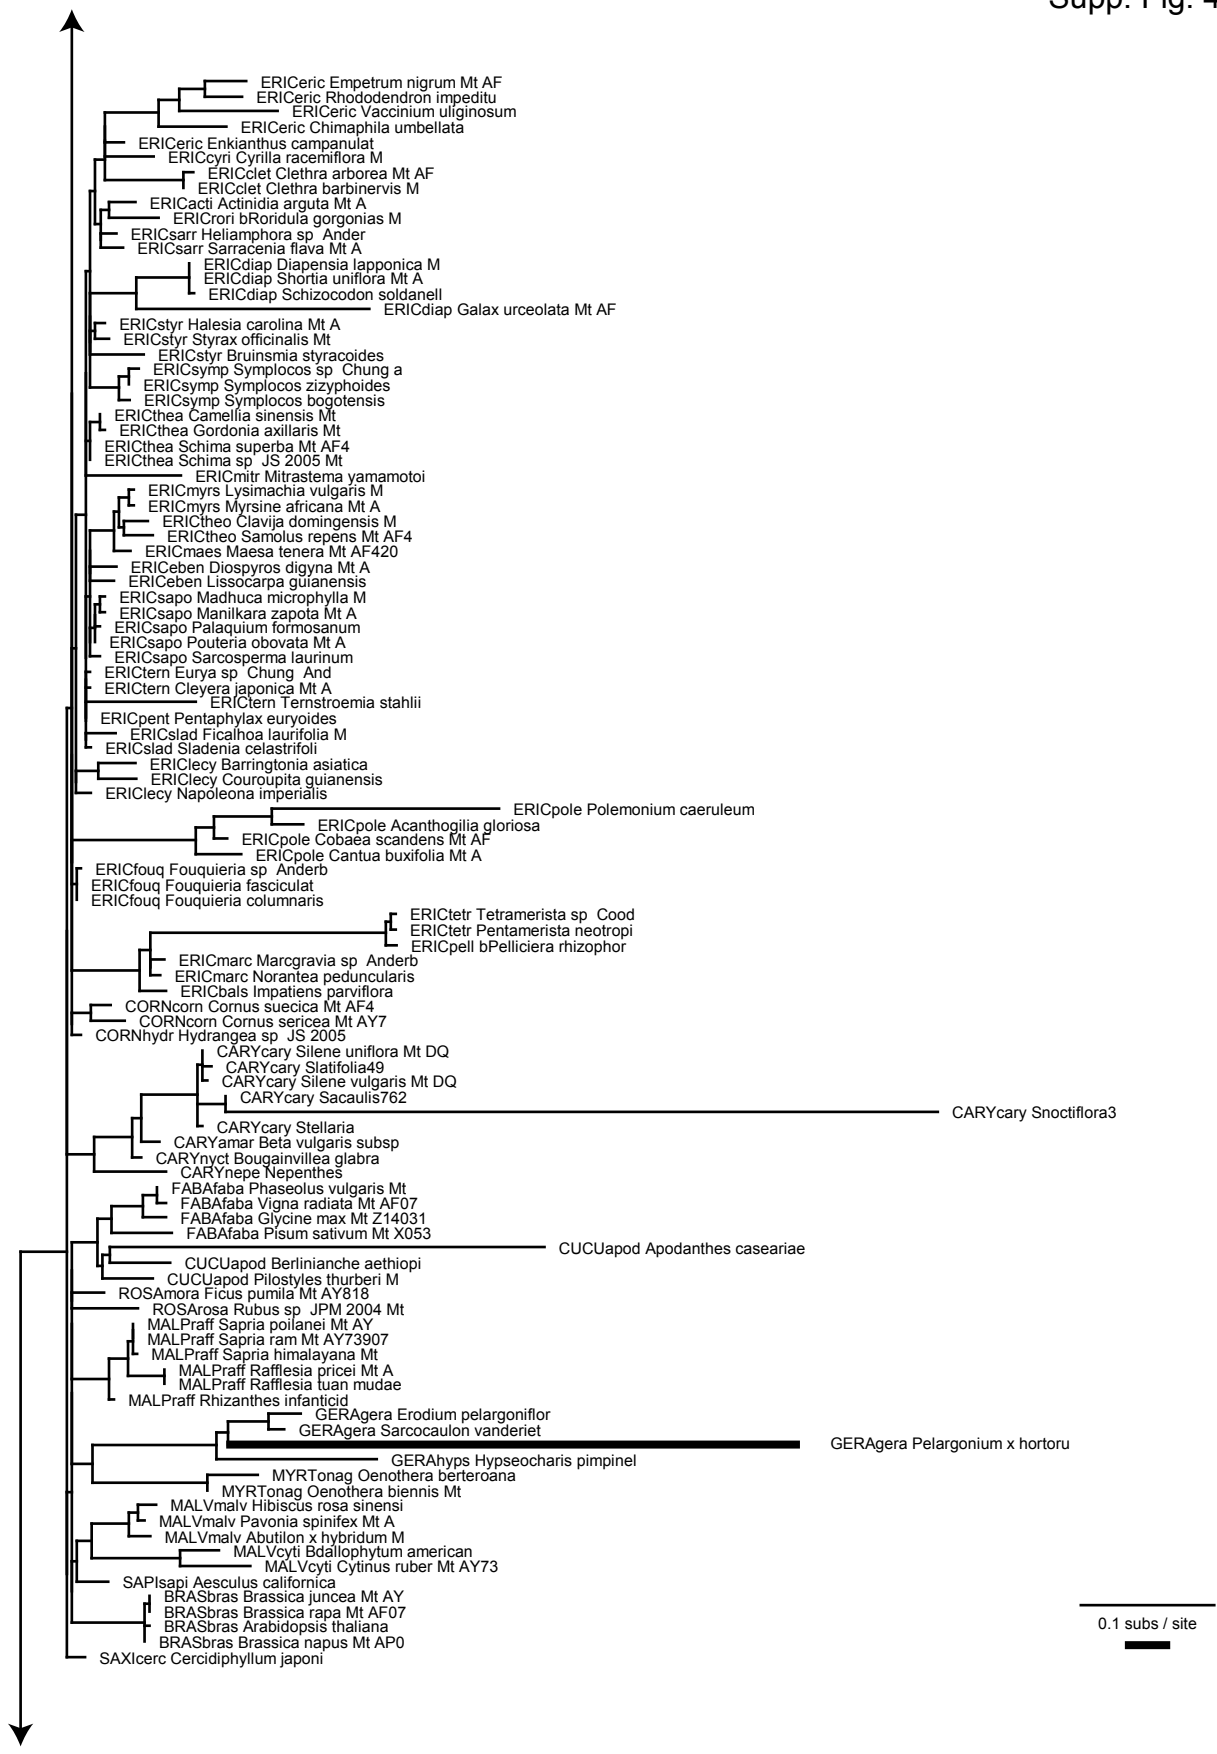 Supp. Fig. 4
ERICeric Empetrum nigrum Mt AF
ERICeric Rhododendron impeditu
ERICeric Vaccinium uliginosum
ERICeric Chimaphila umbellata
ERICeric Enkianthus campanulat
ERICcyri Cyrilla racemiflora M
ERICclet Clethra arborea Mt AF
ERICclet Clethra barbinervis M
ERICacti Actinidia arguta Mt A
ERICrori bRoridula gorgonias M
ERICsarr Heliamphora sp Ander
ERICsarr Sarracenia flava Mt A
ERICdiap Diapensia lapponica M
ERICdiap Shortia uniflora Mt A
ERICdiap Schizocodon soldanell
ERICdiap Galax urceolata Mt AF
ERICstyr Halesia carolina Mt A
ERICstyr Styrax officinalis Mt
ERICstyr Bruinsmia styracoides
ERICsymp Symplocos sp Chung a
ERICsymp Symplocos zizyphoides
ERICsymp Symplocos bogotensis
ERICthea Camellia sinensis Mt
ERICthea Gordonia axillaris Mt
ERICthea Schima superba Mt AF4
ERICthea Schima sp JS 2005 Mt
ERICmitr Mitrastema yamamotoi
ERICmyrs Lysimachia vulgaris M
ERICmyrs Myrsine africana Mt A
ERICtheo Clavija domingensis M
ERICtheo Samolus repens Mt AF4
ERICmaes Maesa tenera Mt AF420
ERICeben Diospyros digyna Mt A
ERICeben Lissocarpa guianensis
ERICsapo Madhuca microphylla M
ERICsapo Manilkara zapota Mt A
ERICsapo Palaquium formosanum
ERICsapo Pouteria obovata Mt A
ERICsapo Sarcosperma laurinum
ERICtern Eurya sp Chung And
ERICtern Cleyera japonica Mt A
ERICtern Ternstroemia stahlii
ERICpent Pentaphylax euryoides
ERICslad Ficalhoa laurifolia M
ERICslad Sladenia celastrifoli
ERIClecy Barringtonia asiatica
ERIClecy Couroupita guianensis
ERIClecy Napoleona imperialis
ERICpole Polemonium caeruleum
ERICpole Acanthogilia gloriosa
ERICpole Cobaea scandens Mt AF
ERICpole Cantua buxifolia Mt A
ERICfouq Fouquieria sp Anderb
ERICfouq Fouquieria fasciculat
ERICfouq Fouquieria columnaris
ERICtetr Tetramerista sp Cood
ERICtetr Pentamerista neotropi
ERICpell bPelliciera rhizophor
ERICmarc Marcgravia sp Anderb
ERICmarc Norantea peduncularis
ERICbals Impatiens parviflora
CORNcorn Cornus suecica Mt AF4
CORNcorn Cornus sericea Mt AY7
CORNhydr Hydrangea sp JS 2005
CARYcary Silene uniflora Mt DQ
CARYcary Slatifolia49
CARYcary Silene vulgaris Mt DQ
CARYcary Sacaulis762
CARYcary Snoctiflora3
CARYcary Stellaria
CARYamar Beta vulgaris subsp
CARYnyct Bougainvillea glabra
CARYnepe Nepenthes
FABAfaba Phaseolus vulgaris Mt
FABAfaba Vigna radiata Mt AF07
FABAfaba Glycine max Mt Z14031
FABAfaba Pisum sativum Mt X053
CUCUapod Apodanthes caseariae
CUCUapod Berlinianche aethiopi
CUCUapod Pilostyles thurberi M
ROSAmora Ficus pumila Mt AY818
ROSArosa Rubus sp JPM 2004 Mt
MALPraff Sapria poilanei Mt AY
MALPraff Sapria ram Mt AY73907
MALPraff Sapria himalayana Mt
MALPraff Rafflesia pricei Mt A
MALPraff Rafflesia tuan mudae
MALPraff Rhizanthes infanticid
GERAgera Erodium pelargoniflor
GERAgera Sarcocaulon vanderiet
GERAgera Pelargonium x hortoru
GERAhyps Hypseocharis pimpinel
MYRTonag Oenothera berteroana
MYRTonag Oenothera biennis Mt
MALVmalv Hibiscus rosa sinensi
MALVmalv Pavonia spinifex Mt A
MALVmalv Abutilon x hybridum M
MALVcyti Bdallophytum american
MALVcyti Cytinus ruber Mt AY73
SAPIsapi Aesculus californica
BRASbras Brassica juncea Mt AY
BRASbras Brassica rapa Mt AF07
BRASbras Arabidopsis thaliana
BRASbras Brassica napus Mt AP0
SAXIcerc Cercidiphyllum japoni
0.1 subs / site